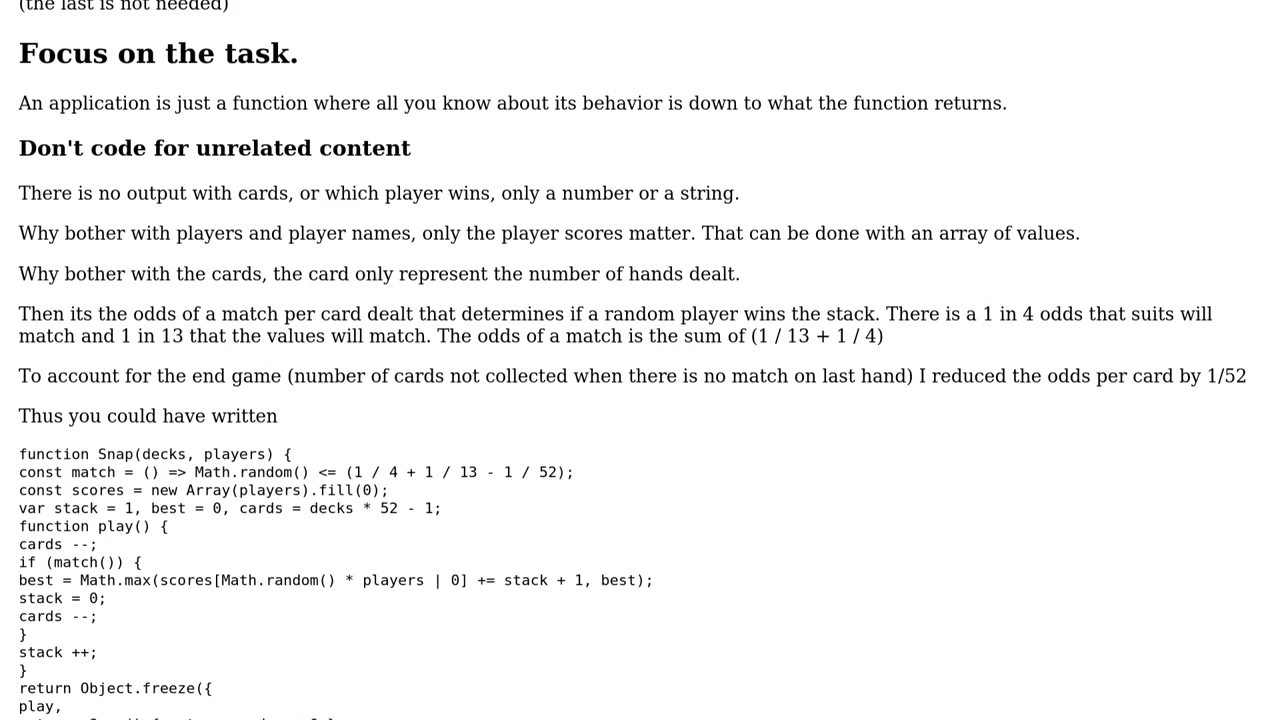 (the last is not needed)
Focus on the task.
An application is just a function where all you know about its behavior is down to what the function returns.
Don't code for unrelated content
There is no output with cards, or which player wins, only a number or a string.
Why bother with players and player names, only the player scores matter. That can be done with an array of values.
Why bother with the cards, the card only represent the number of hands dealt.
Then its the odds of a match per card dealt that determines if a random player wins the stack. There is a 1 in 4 odds that suits will
match and 1 in 13 that the values will match. The odds of a match is the sum of (1 / 13 + 1 / 4)
To account for the end game (number of cards not collected when there is no match on last hand) I reduced the odds per card by 1/52
Thus you could have written
function Snap(decks, players) {
const match = () => Math.random() <= (1 / 4 + 1 / 13 - 1 / 52);
const scores = new Array(players).fill(0);
var stack = 1, best = 0, cards = decks * 52 - 1;
function play() {
cards --;
if (match()) {
best = Math.max(scores[Math.random() * players | 0] += stack + 1, best);
stack = 0;
cards --;
}
stack ++;
}
return Object.freeze({
play,